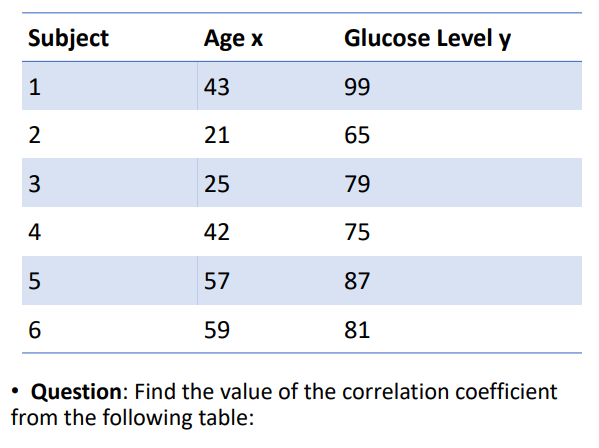 Subject Age x Glucose Level y
1 43 99
2 21 65
3 25 79
4 42 75
5 57 87
6 59 81
• Question: Find the value of the correlation coefficient
from the following table: